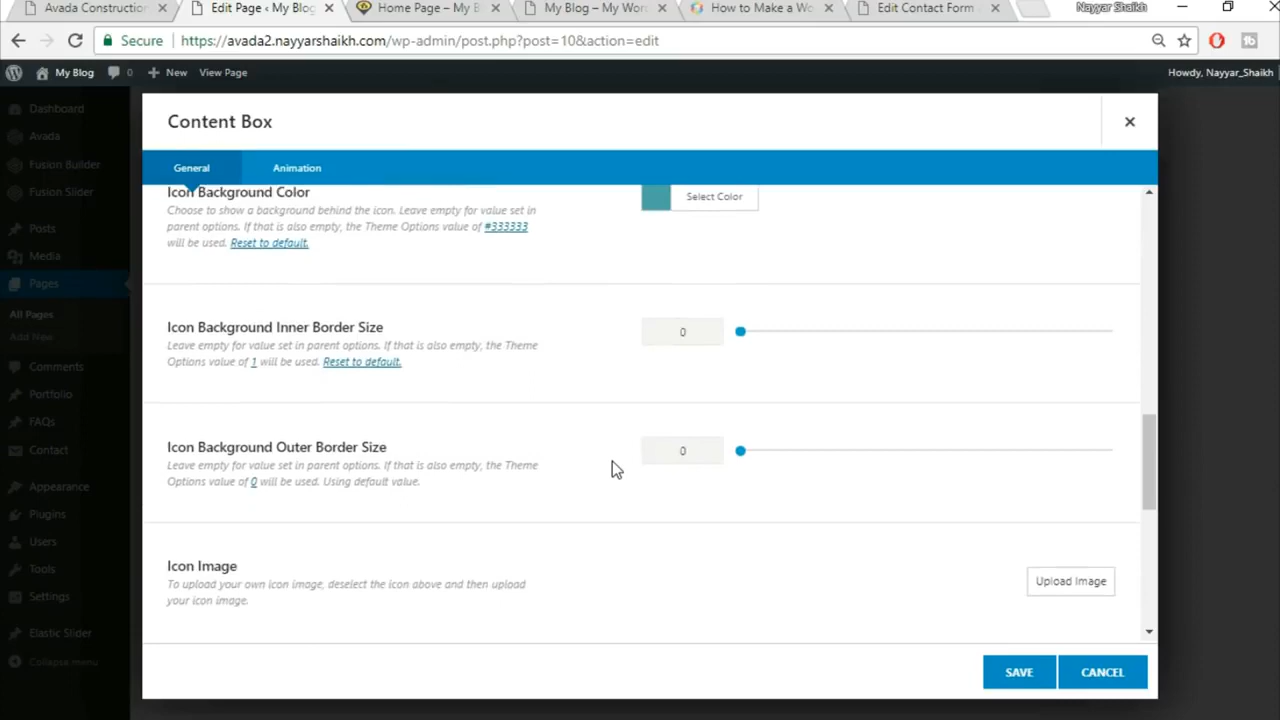 Avada Construction
Edit Page ‹ My Blog
Home Page – My B
My Blog – My Wor
How to Make a Wo
Edit Contact Form
Nayyar Shaikh
Secure
https://avada2.nayyarshaikh.com/wp-admin/post.php?post=10&action=edit
My Blog
0
New
View Page
Howdy, Nayyar_Shaikh
Dashboard
Avada
Fusion Builder
Fusion Slider
Posts
Media
Pages
All Pages
Add New
Comments
Portfolio
FAQs
Contact
Appearance
Plugins
Users
Tools
Settings
Elastic Slider
Collapse menu
Content Box
General
Animation
Icon Background Color
Choose to show a background behind the icon. Leave empty for value set in
parent options. If that is also empty, the Theme Options value of #333333
will be used. Reset to default.
Select Color
Icon Background Inner Border Size
Leave empty for value set in parent options. If that is also empty, the Theme
Options value of 1 will be used. Reset to default.
0
Icon Background Outer Border Size
Leave empty for value set in parent options. If that is also empty, the Theme
Options value of 0 will be used. Using default value.
0
Icon Image
To upload your own icon image, deselect the icon above and then upload
your icon image.
Upload Image
SAVE
CANCEL